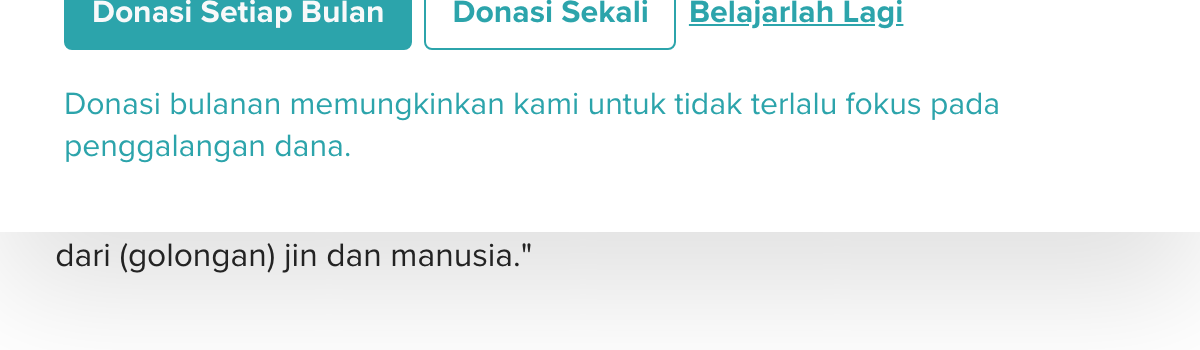 Donasi Setiap Bulan Donasi Sekali Belajarlah Lagi
Donasi bulanan memungkinkan kami untuk tidak terlalu fokus pada
penggalangan dana.
dari (golongan) jin dan manusia."